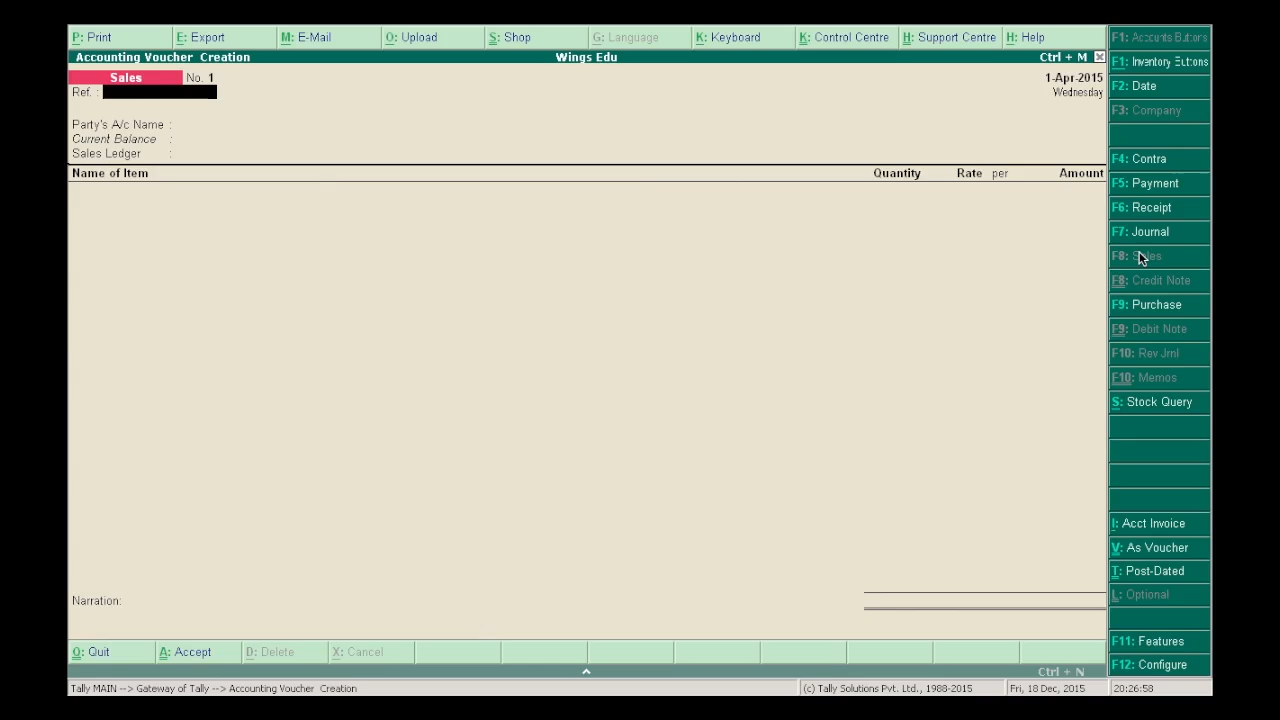 P: Print E: Export M: E-Mail O: Upload S: Shop G: Language K: Keyboard K: Control Centre H: Support Centre H: Help
Accounting Voucher Creation Wings Edu Ctrl + M
Sales No. 1 1-Apr-2015
Ref. : Wednesday
Party's A/c Name :
Current Balance :
Sales Ledger :
Name of Item Quantity Rate per Amount
Narration:
Q: Quit A: Accept D: Delete X: Cancel
Ctrl + N
Tally MAIN --> Gateway of Tally --> Accounting Voucher Creation (c) Tally Solutions Pvt. Ltd., 1988-2015 Fri, 18 Dec, 2015 20:26:58
F1: Accounts Buttons
F1: Inventory Buttons
F2: Date
F3: Company
F4: Contra
F5: Payment
F6: Receipt
F7: Journal
F8: Sales
F8: Credit Note
F9: Purchase
F9: Debit Note
F10: Rev Jrnl
F10: Memos
S: Stock Query
I: Acct Invoice
V: As Voucher
T: Post-Dated
L: Optional
F11: Features
F12: Configure